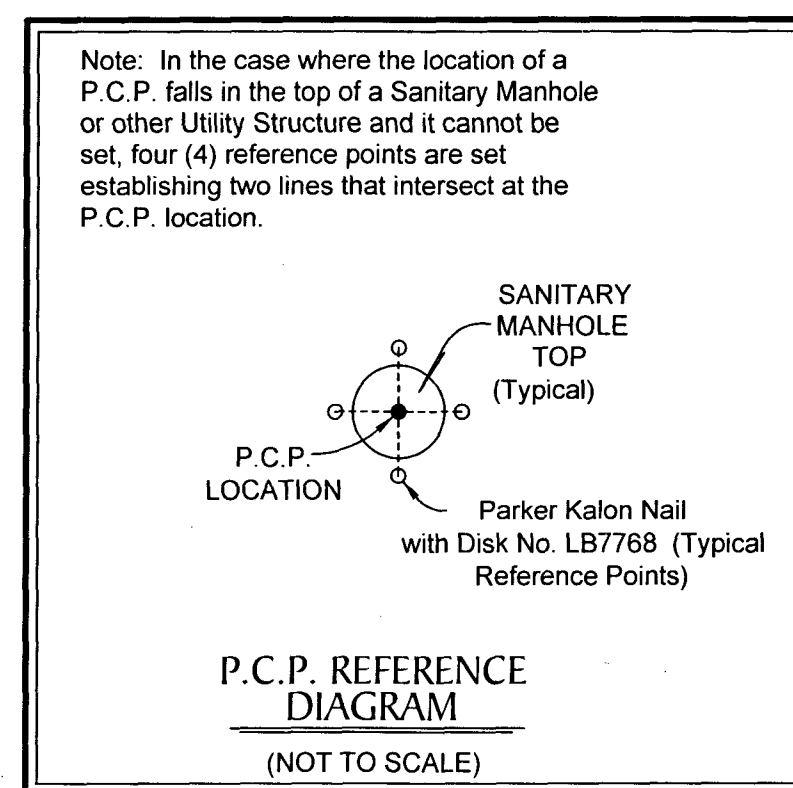 Note: In the case where the location of a
P.C.P. falls in the top of a Sanitary Manhole
or other Utility Structure and it cannot be
set, four (4) reference points are set
establishing two lines that intersect at the
P.C.P. location.
SANITARY
MANHOLE
TOP
(Typical)
P.C.P.
LOCATION
Parker Kalon Nail
with Disk No. LB7768 (Typical
Reference Points)
P.C.P. REFERENCE
DIAGRAM
(NOT TO SCALE)